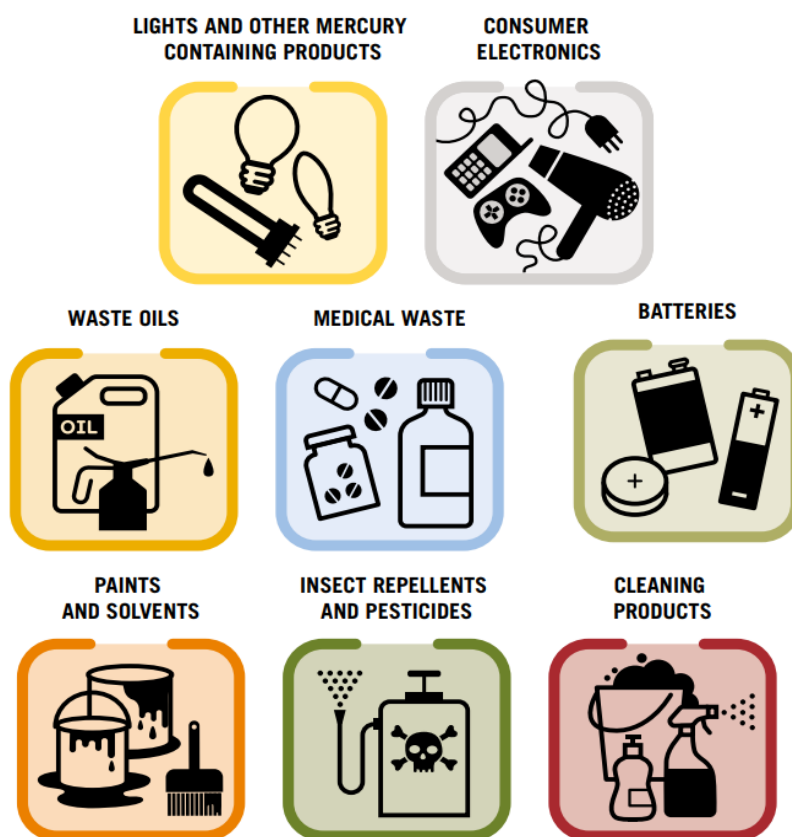 LIGHTS AND OTHER MERCURY
CONTAINING PRODUCTS
CONSUMER
ELECTRONICS
WASTE OILS
MEDICAL WASTE
BATTERIES
OIL
PAINTS
AND SOLVENTS
INSECT REPELLENTS
AND PESTICIDES
CLEANING
PRODUCTS